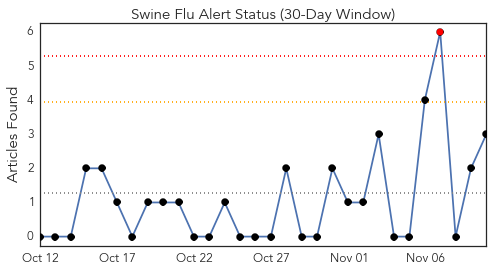 Swine Flu Alert Status (30-Day Window)
Articles Found
6
5
4
3
2
1
0
Oct 12 Oct 17 Oct 22 Oct 27 Nov 01 Nov 06